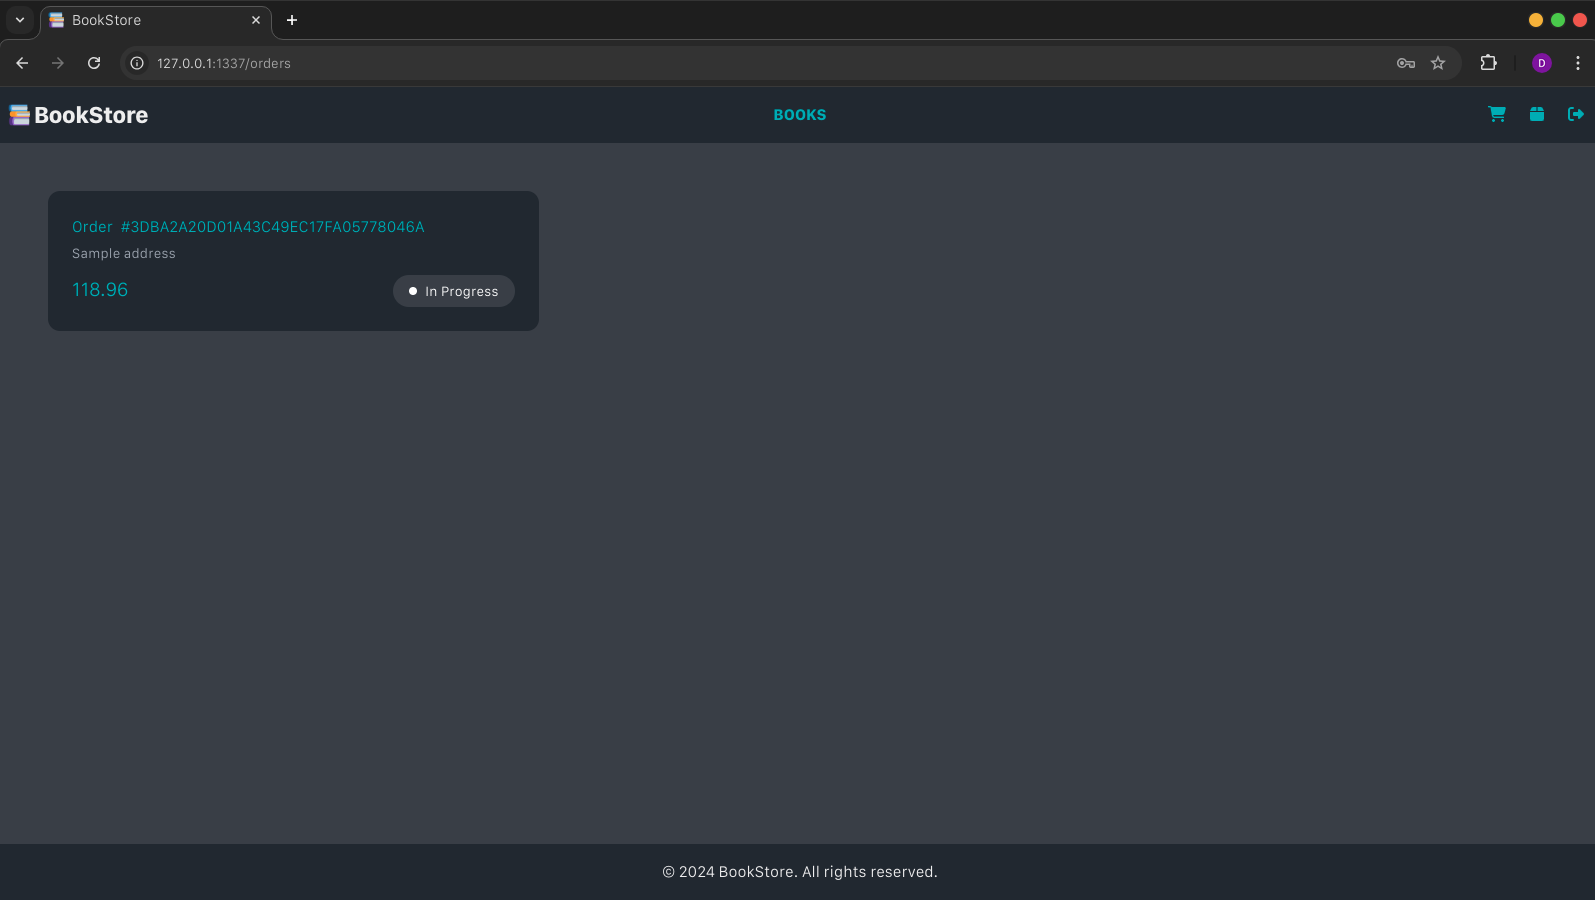 BookStore
127.0.0.1:1337/orders
D
BookStore
BOOKS
Order #3DBA2A20D01A43C49EC17FA05778046A
Sample address
118.96
In Progress
© 2024 BookStore. All rights reserved.